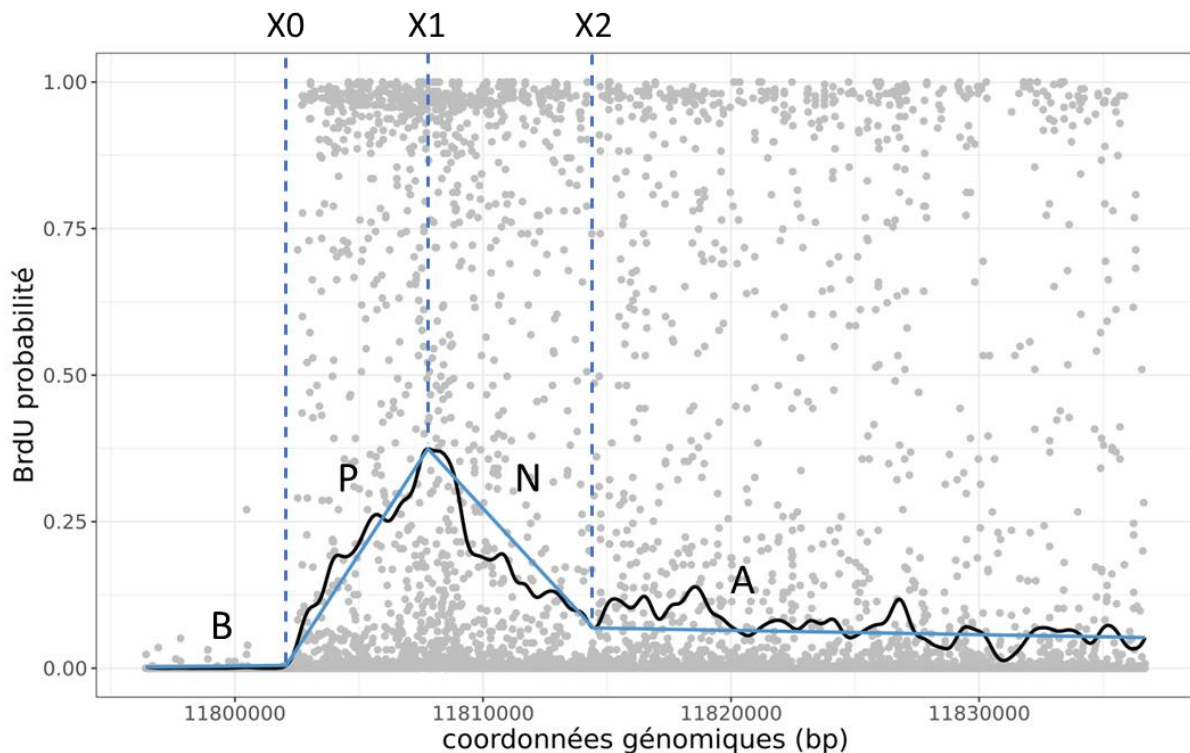 X0 X1 X2
1.00
0.75
0.50
0.25
0.00
BrdU probabilité
P N
A
B
11800000 11810000 11820000 11830000
coordonnées génomiques (bp)